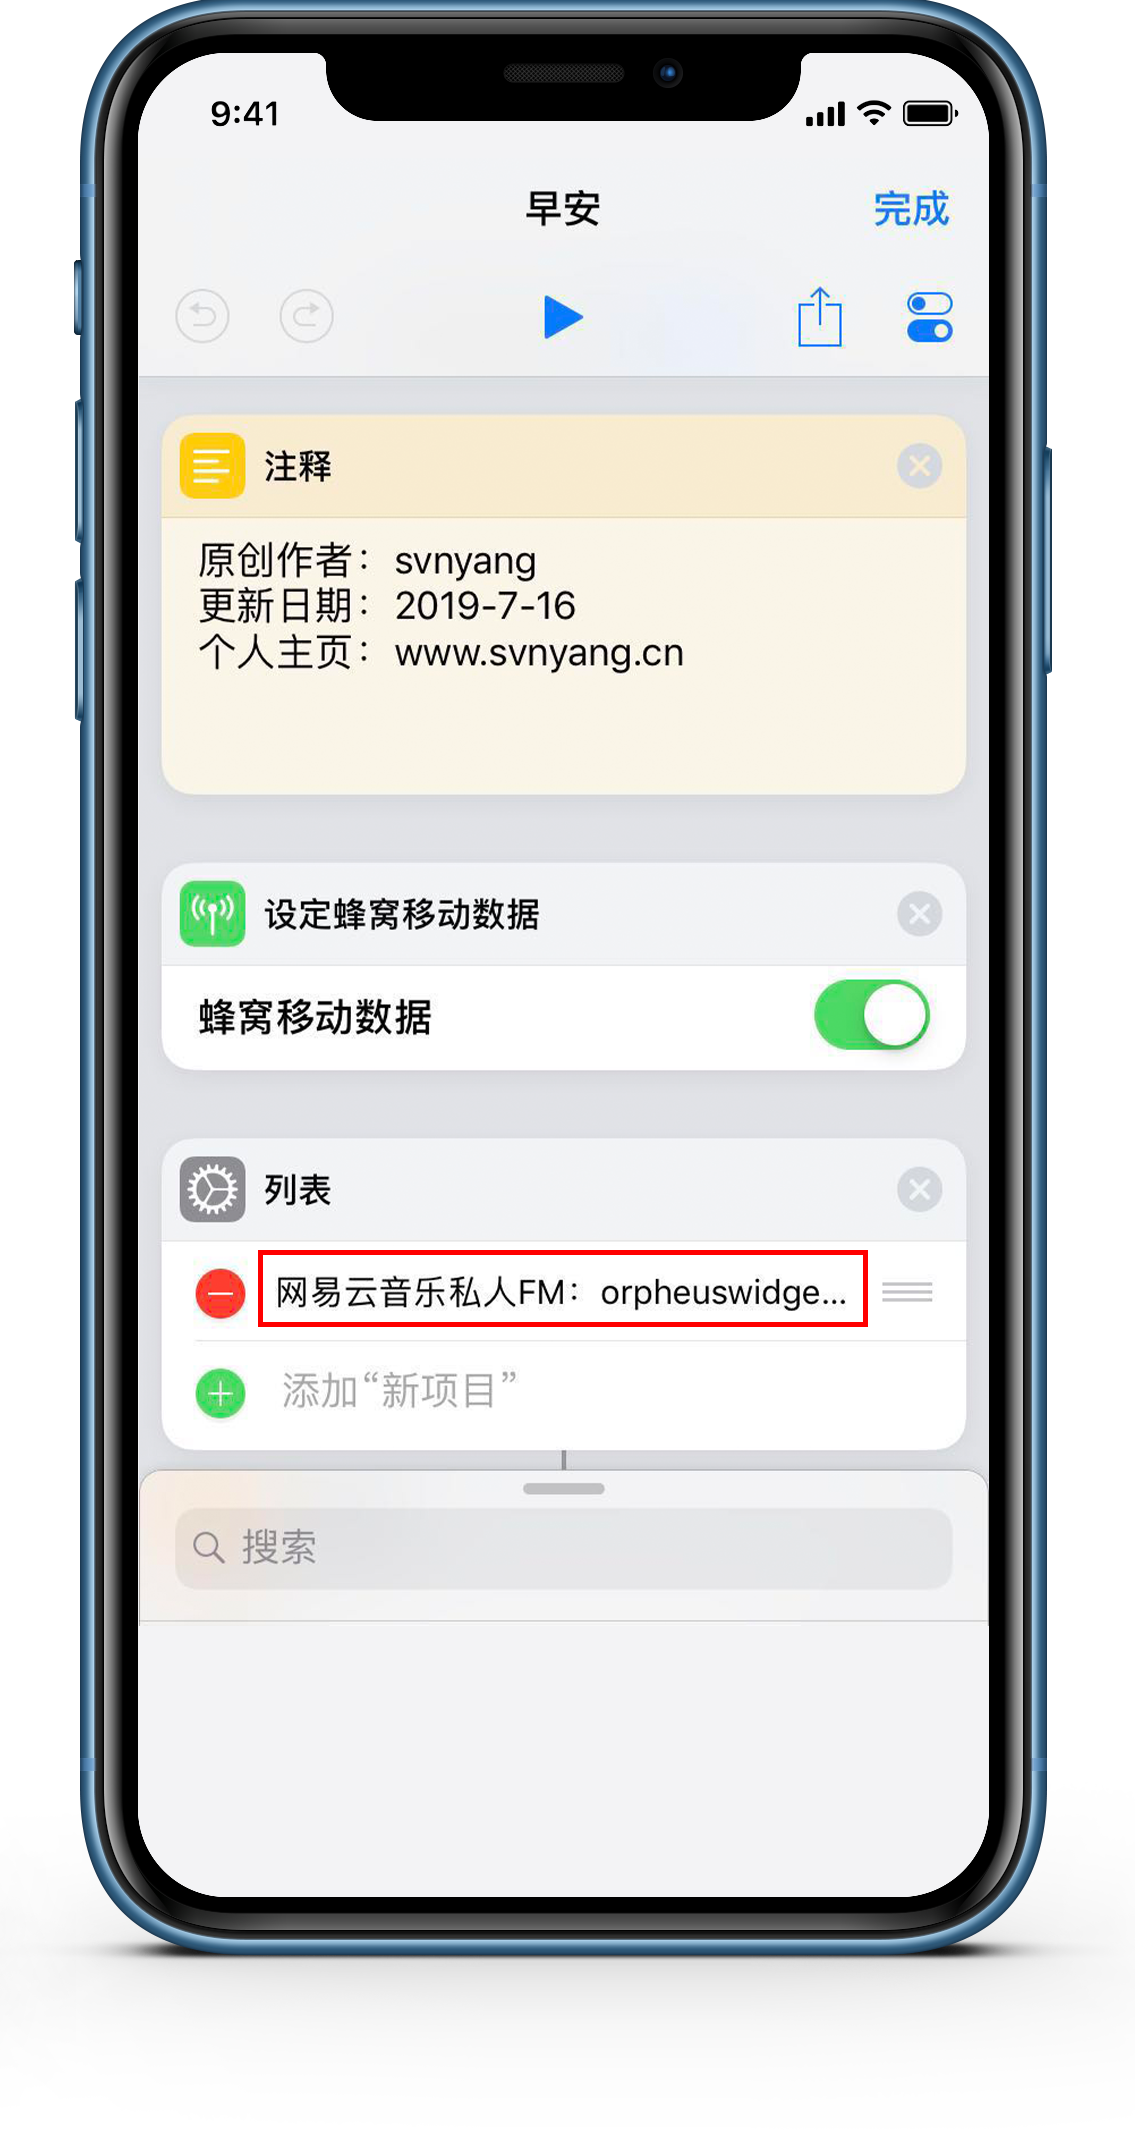 9:41
早安
完成
注释
原创作者：svnyang
更新日期：2019-7-16
个人主页：www.svnyang.cn
设定蜂窝移动数据
蜂窝移动数据
列表
网易云音乐私人FM：orpheuswidge...
添加“新项目”
搜索